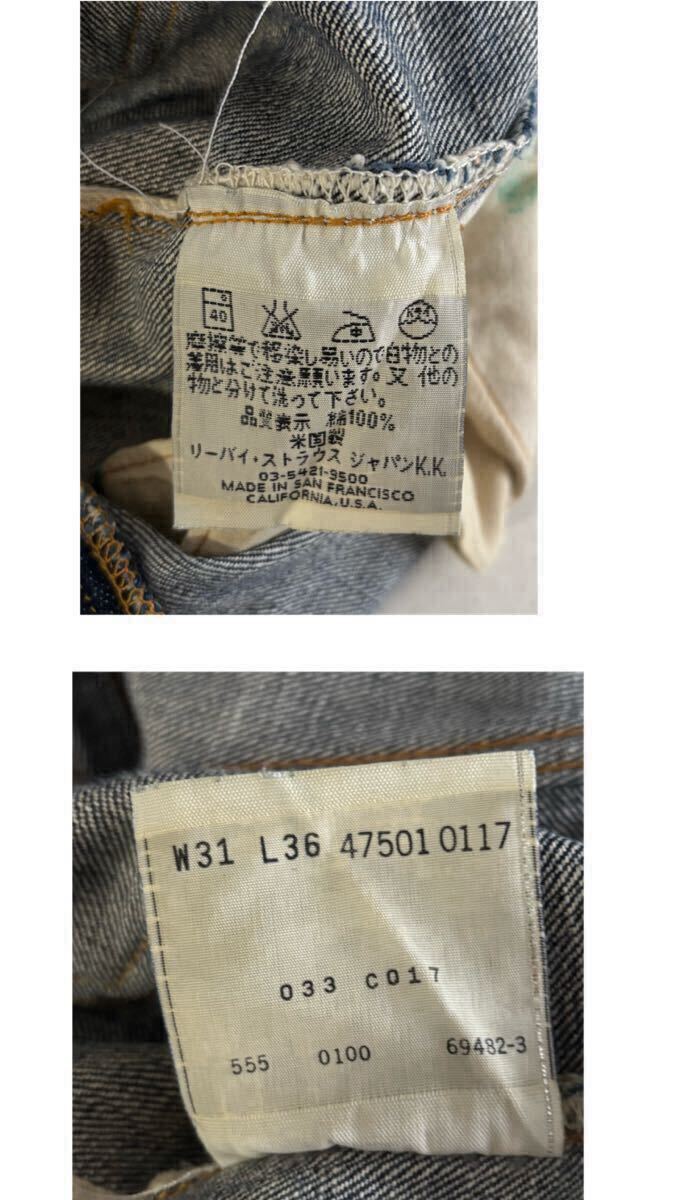 40
摩擦等で移染し易いので白物との
着用はご注意願います。又 他の
物と分けて洗って下さい。
品質表示 綿100%
米国製
リーバイ・ストラウス ジャパンK.K.
03-5421-9500
MADE IN SAN FRANCISCO
CALIFORNIA, U.S.A.
W31 L36 47501 0117
033 C017
555 0100 69482-3